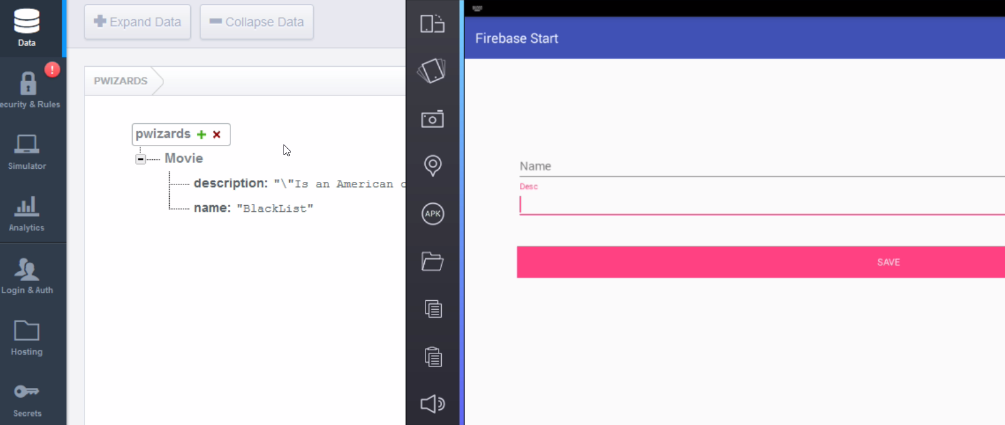 Data
ecurity & Rules
!
Simulator
Analytics
Login & Auth
Hosting
Secrets
Expand Data
Collapse Data
PWIZARDS
pwizards
Movie
description: "\"Is an American
name: "BlackList"
APK
Firebase Start
Name
Desc
SAVE